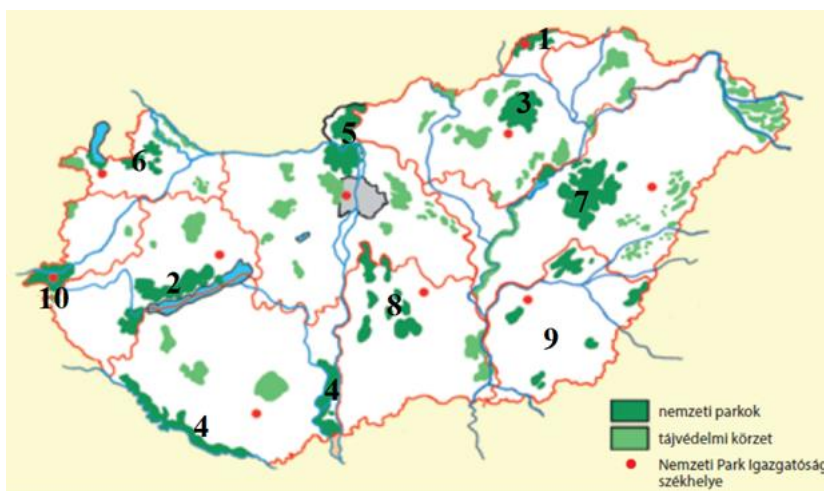 1
3
5
6
7
2
10
8
9
4
4
nemzeti parkok
tájvédelmi körzet
Nemzeti Park Igazgatóság
székhelye